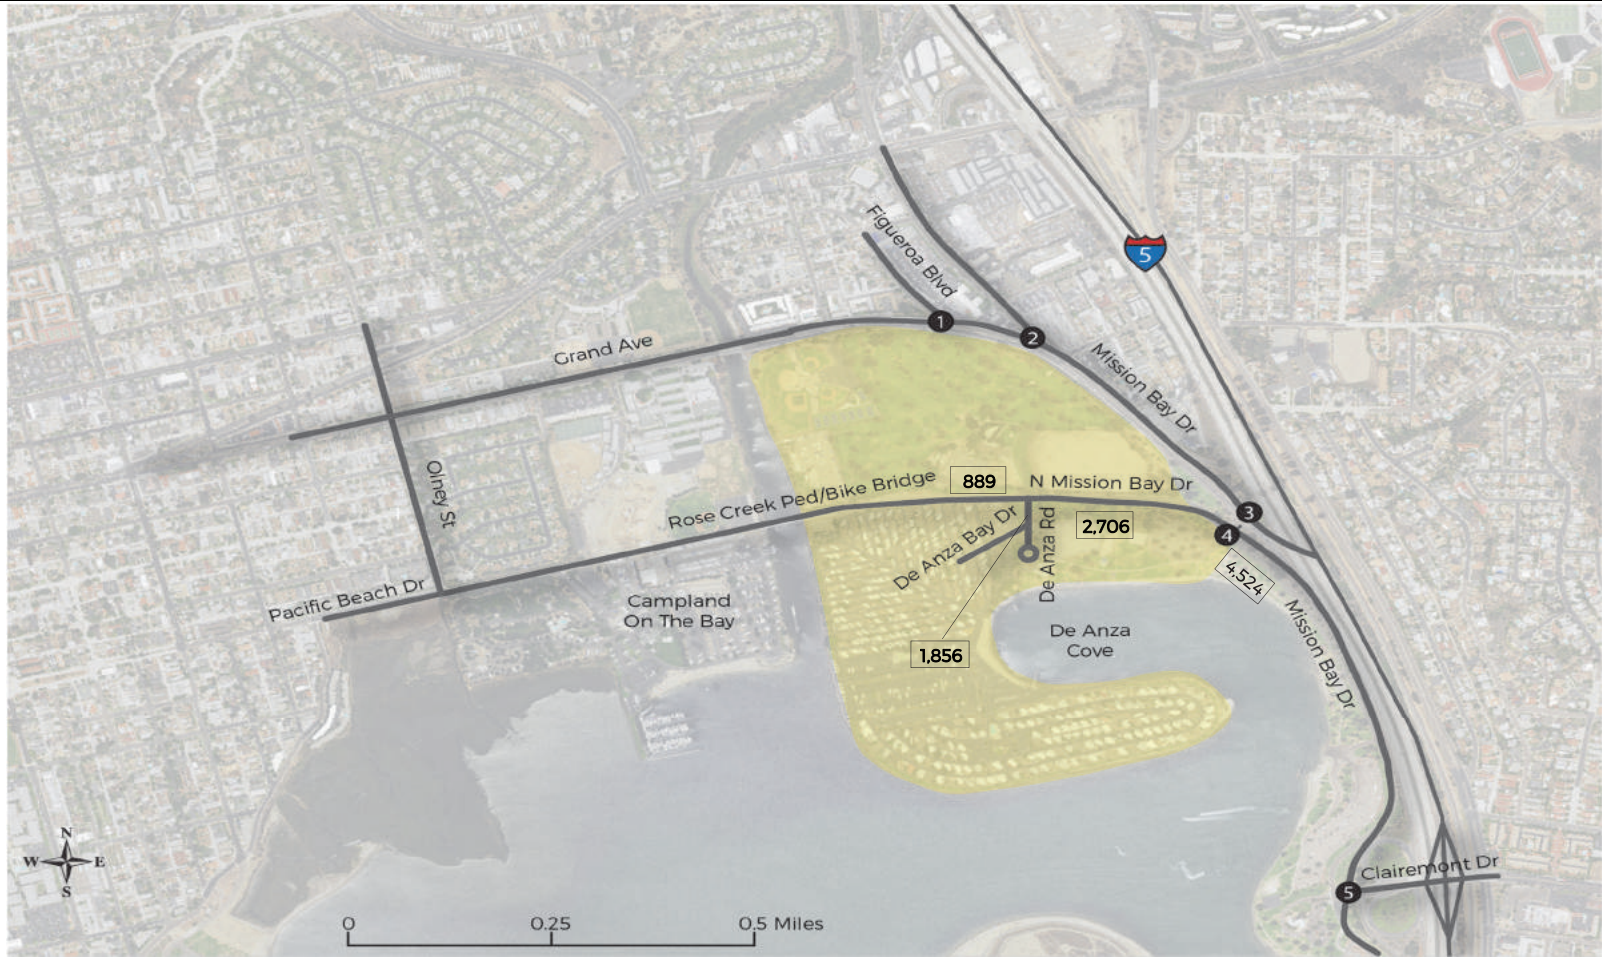 5
Figueroa Blvd
1
2
Grand Ave
Mission Bay Dr
Olney St
Rose Creek Ped/Bike Bridge
889
N Mission Bay Dr
3
2,706
4
De Anza Bay Dr
De Anza Rd
4,524
Pacific Beach Dr
Campland
On The Bay
1,856
De Anza
Cove
Mission Bay Dr
N
W E
S
Clairemont Dr
5
0 0.25 0.5 Miles